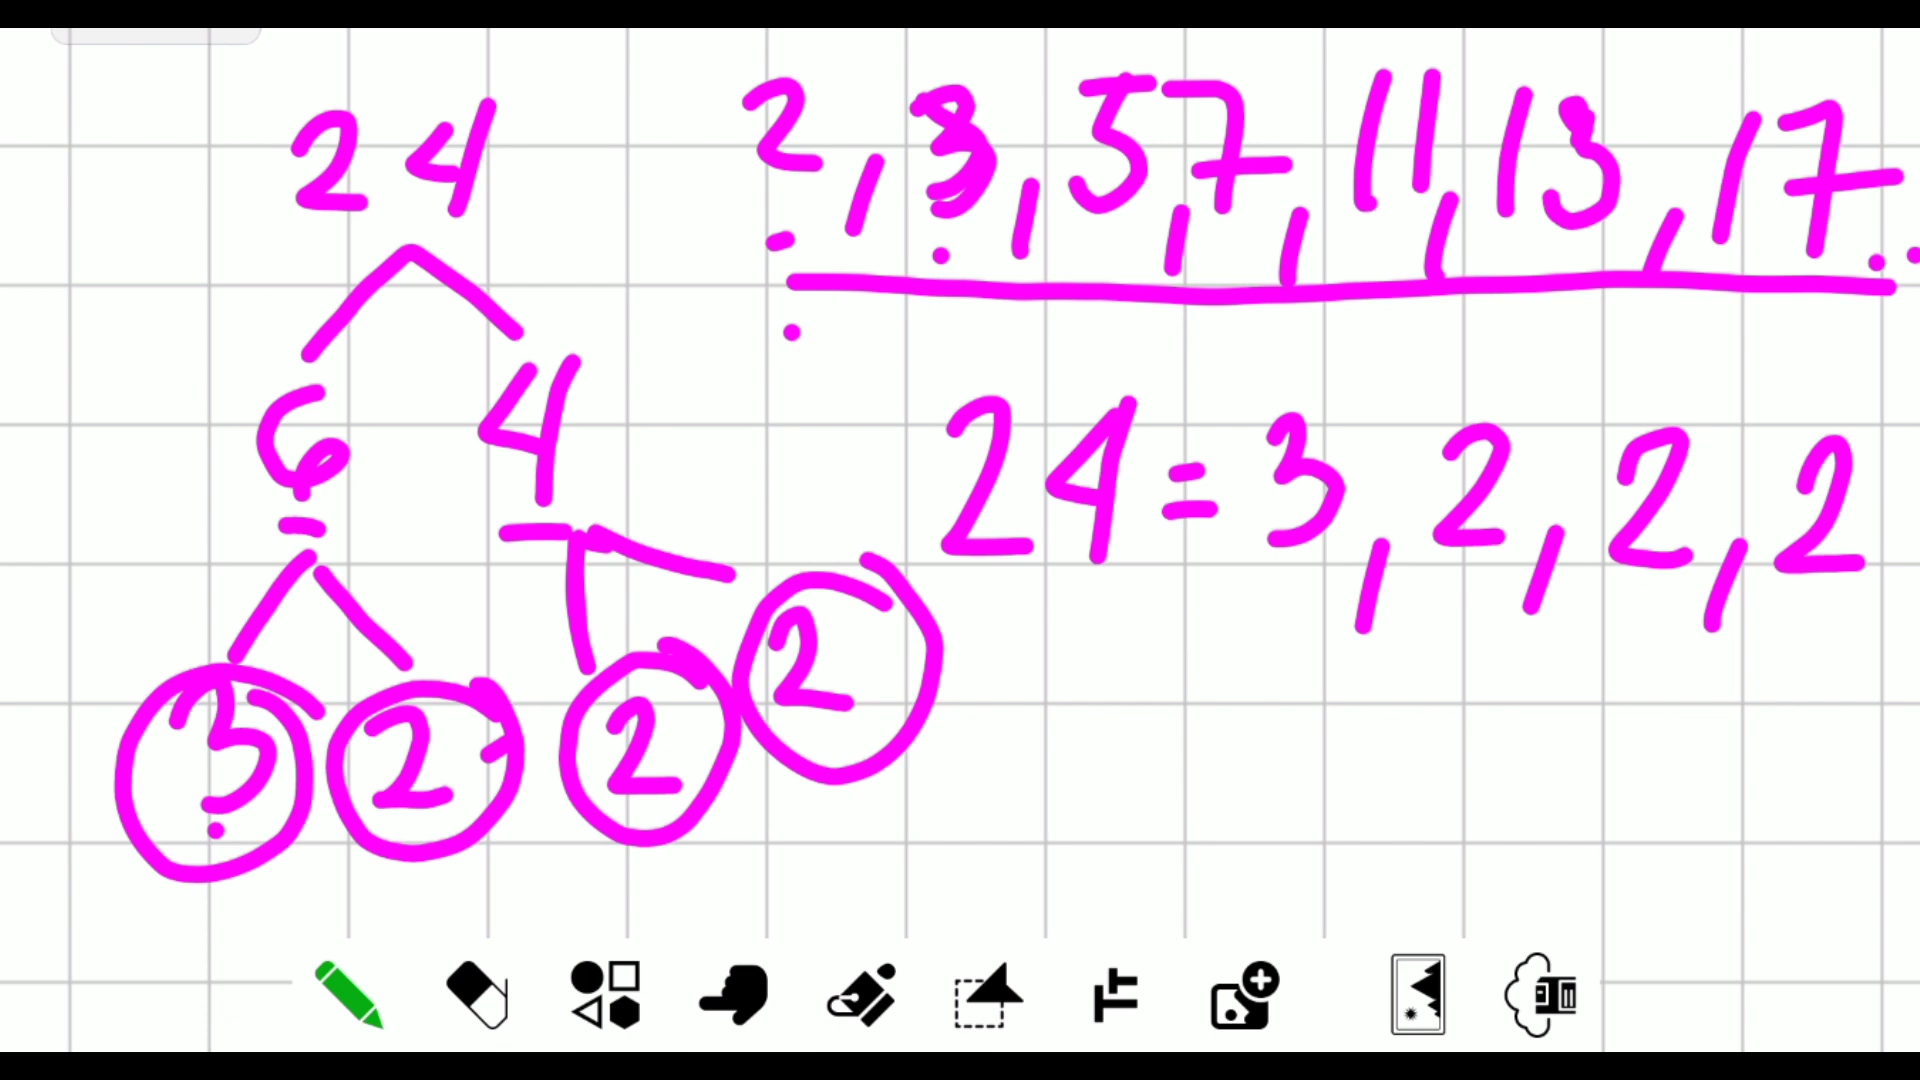 24
2, 3, 5, 7, 11, 13, 17..
6 4
24 = 3, 2, 2, 2
3 2 2 2